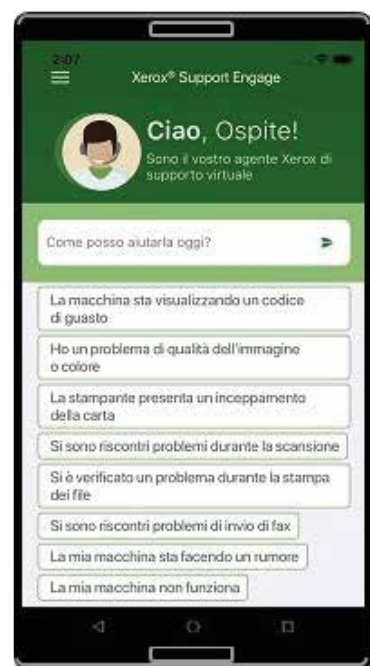 2:07
Xerox® Support Engage
Ciao, Ospite!
Sono il vostro agente Xerox di
supporto virtuale
Come posso aiutarla oggi?
La macchina sta visualizzando un codice
di guasto
Ho un problema di qualità dell'immagine
o colore
La stampante presenta un inceppamento
della carta
Si sono riscontri problemi durante la scansione
Si è verificato un problema durante la stampa
dei file
Si sono riscontri problemi di invio di fax
La mia macchina sta facendo un rumore
La mia macchina non funziona